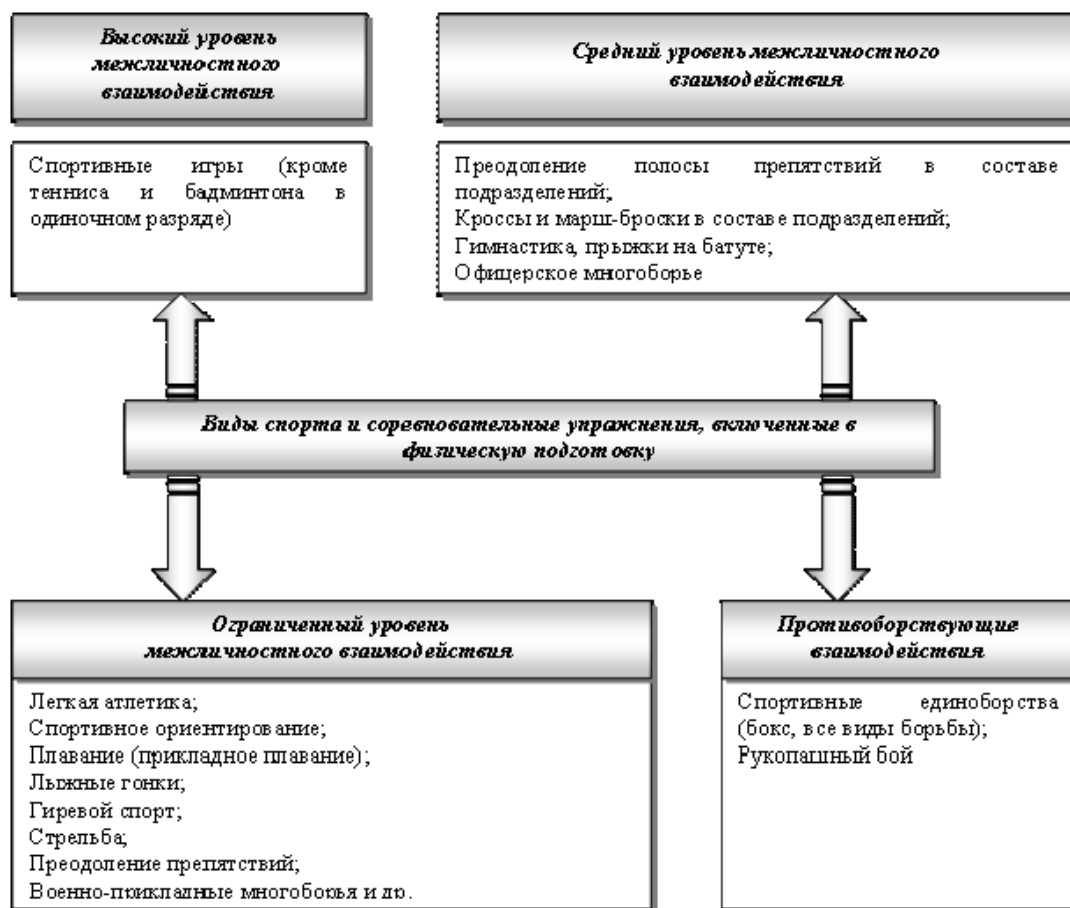 Высокий уровень
межличностного
взаимодействия
Средний уровень межличностного
взаимодействия
Спортивные игры (кроме
тенниса и бадминтона в
одиночном разряде)
Преодоление полосы препятствий в составе
подразделений;
Кроссы и марш-броски в составе подразделений;
Гимнастика, прыжки на батуте;
Офицерское многоборье
Виды спорта и соревновательные упражнения, включенные в
физическую подготовку
Ограниченный уровень
межличностного взаимодействия
Легкая атлетика;
Спортивное ориентирование;
Плавание (прикладное плавание);
Лыжные гонки;
Гиревой спорт;
Стрельба;
Преодоление препятствий;
Военно-прикладные многоборья и др.
Противоборствующие
взаимодействия
Спортивные единоборства
(бокс, все виды борьбы);
Рукопашный бой